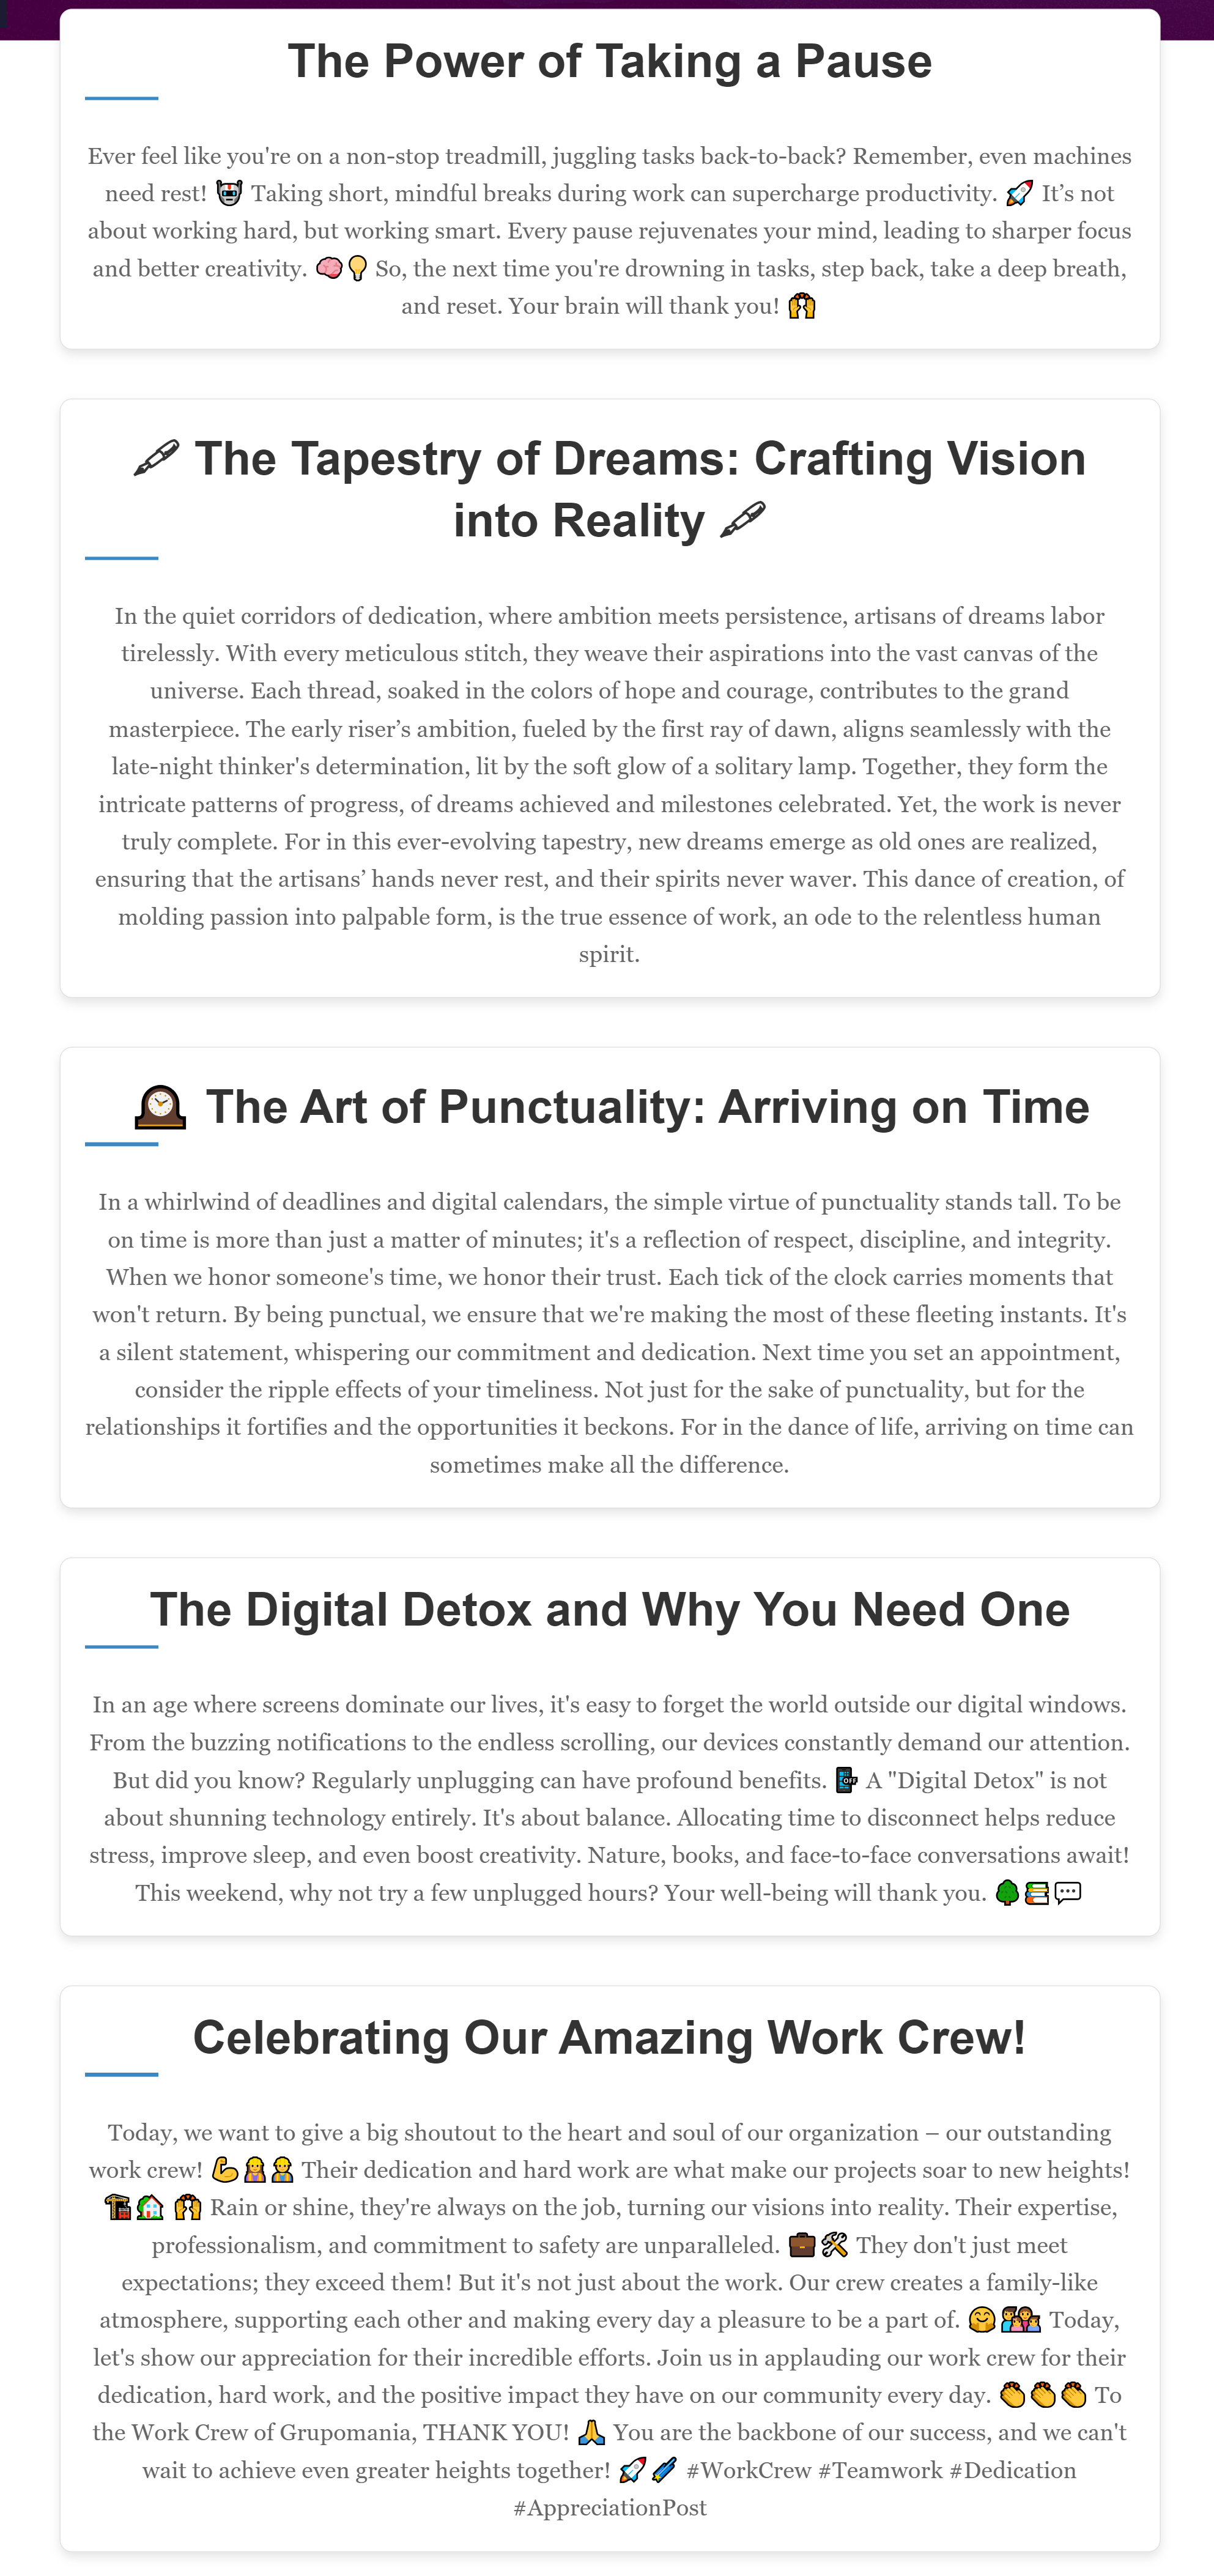 The Power of Taking a Pause
Ever feel like you're on a non-stop treadmill, juggling tasks back-to-back? Remember, even machines
need rest! 🤖 Taking short, mindful breaks during work can supercharge productivity. 🚀 It’s not
about working hard, but working smart. Every pause rejuvenates your mind, leading to sharper focus
and better creativity. 🧠💡 So, the next time you're drowning in tasks, step back, take a deep breath,
and reset. Your brain will thank you! 🙌
🖋 The Tapestry of Dreams: Crafting Vision
into Reality 🖋
In the quiet corridors of dedication, where ambition meets persistence, artisans of dreams labor
tirelessly. With every meticulous stitch, they weave their aspirations into the vast canvas of the
universe. Each thread, soaked in the colors of hope and courage, contributes to the grand
masterpiece. The early riser’s ambition, fueled by the first ray of dawn, aligns seamlessly with the
late-night thinker's determination, lit by the soft glow of a solitary lamp. Together, they form the
intricate patterns of progress, of dreams achieved and milestones celebrated. Yet, the work is never
truly complete. For in this ever-evolving tapestry, new dreams emerge as old ones are realized,
ensuring that the artisans’ hands never rest, and their spirits never waver. This dance of creation, of
molding passion into palpable form, is the true essence of work, an ode to the relentless human
spirit.
🕰 The Art of Punctuality: Arriving on Time
In a whirlwind of deadlines and digital calendars, the simple virtue of punctuality stands tall. To be
on time is more than just a matter of minutes; it's a reflection of respect, discipline, and integrity.
When we honor someone's time, we honor their trust. Each tick of the clock carries moments that
won't return. By being punctual, we ensure that we're making the most of these fleeting instants. It's
a silent statement, whispering our commitment and dedication. Next time you set an appointment,
consider the ripple effects of your timeliness. Not just for the sake of punctuality, but for the
relationships it fortifies and the opportunities it beckons. For in the dance of life, arriving on time can
sometimes make all the difference.
The Digital Detox and Why You Need One
In an age where screens dominate our lives, it's easy to forget the world outside our digital windows.
From the buzzing notifications to the endless scrolling, our devices constantly demand our attention.
But did you know? Regularly unplugging can have profound benefits. 📴 A "Digital Detox" is not
about shunning technology entirely. It's about balance. Allocating time to disconnect helps reduce
stress, improve sleep, and even boost creativity. Nature, books, and face-to-face conversations await!
This weekend, why not try a few unplugged hours? Your well-being will thank you. 🌳📚💬
Celebrating Our Amazing Work Crew!
Today, we want to give a big shoutout to the heart and soul of our organization – our outstanding
work crew! 💪👷‍♀️👷‍♂️ Their dedication and hard work are what make our projects soar to new heights!
🏗🏡 🙌 Rain or shine, they're always on the job, turning our visions into reality. Their expertise,
professionalism, and commitment to safety are unparalleled. 💼🛠 They don't just meet
expectations; they exceed them! But it's not just about the work. Our crew creates a family-like
atmosphere, supporting each other and making every day a pleasure to be a part of. 🤗👨‍👩‍👧‍👦 Today,
let's show our appreciation for their incredible efforts. Join us in applauding our work crew for their
dedication, hard work, and the positive impact they have on our community every day. 👏👏👏 To
the Work Crew of Grupomania, THANK YOU! 🙏 You are the backbone of our success, and we can't
wait to achieve even greater heights together! 🚀🌠 #WorkCrew #Teamwork #Dedication
#AppreciationPost